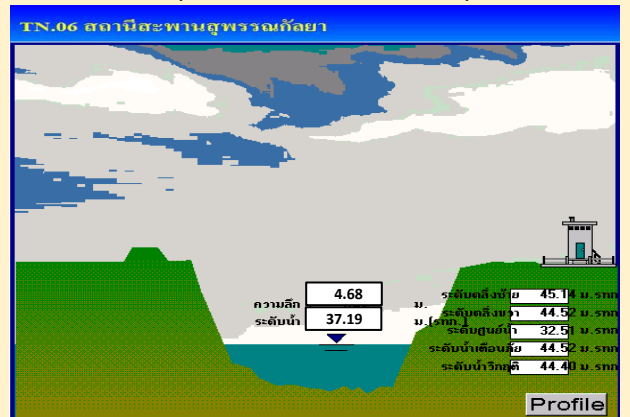 TN.06 สถานีสะพานสุพรรณกัลยา
ความลึก 4.68 ม.
ระดับน้ำ 37.19 ม.(รทก.)
ระดับตลิ่งซ้าย 45.14 ม.รทก
ระดับตลิ่งขวา 44.52 ม.รทก
ระดับศูนย์น้ำ 32.51 ม.รทก
ระดับน้ำเตือนภัย 44.52 ม.รทก
ระดับน้ำวิกฤติ 44.40 ม.รทก
Profile